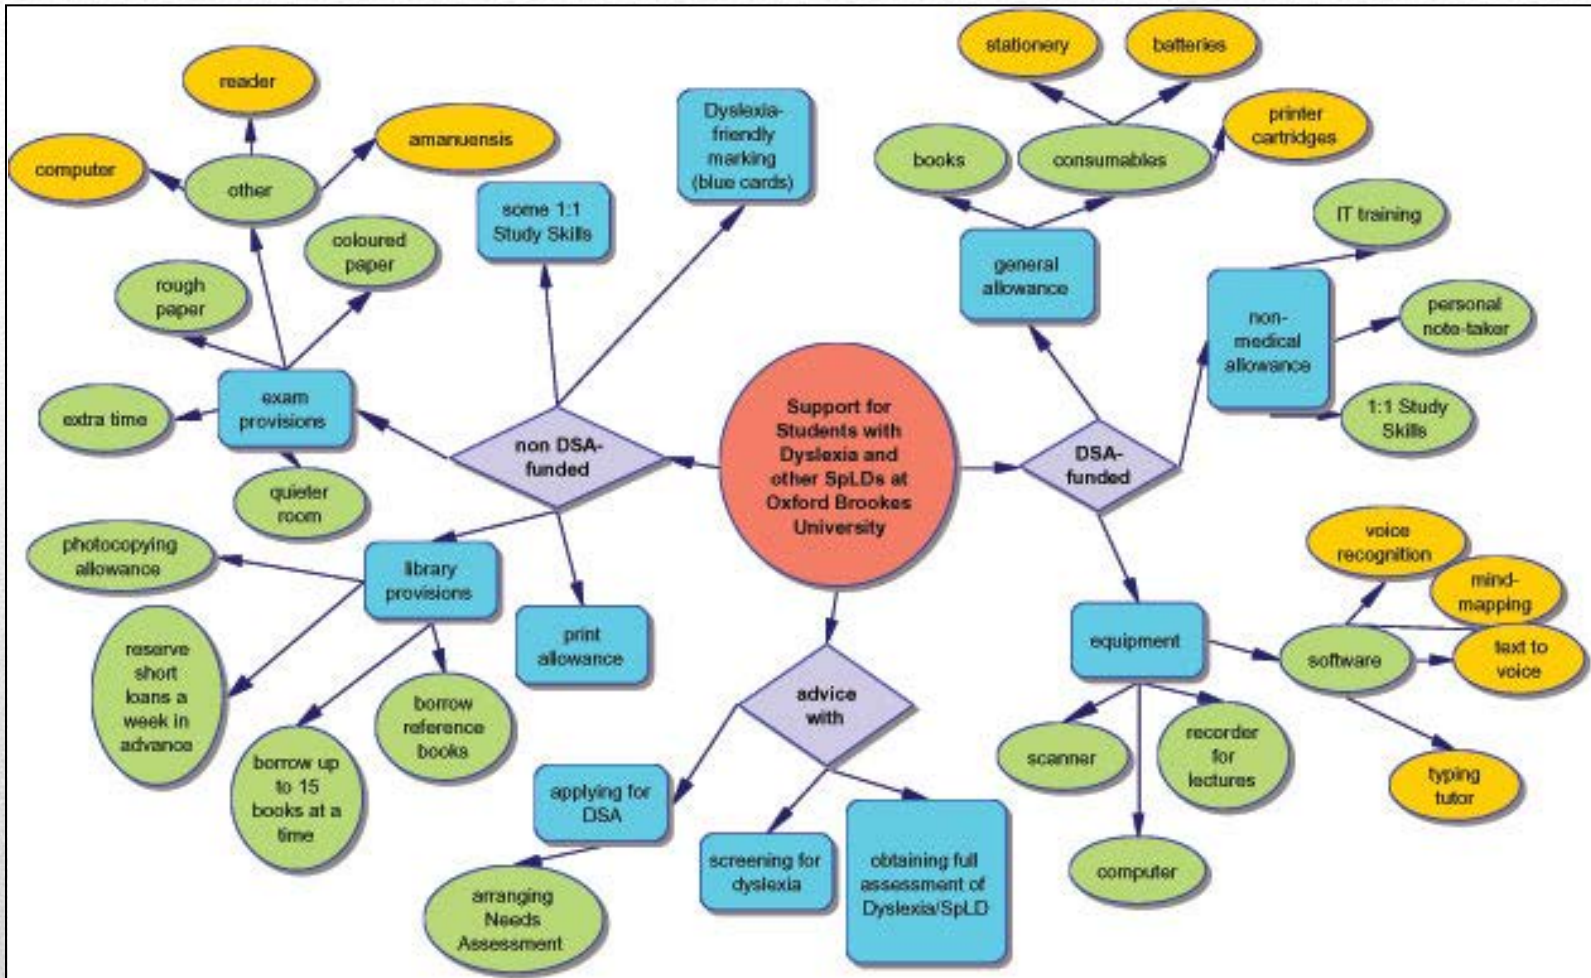 Support for
Students with
Dyslexia and
other SpLDs at
Oxford Brookes
University
non DSA-
funded
some 1:1
Study Skills
Dyslexia-
friendly
marking
(blue cards)
exam
provisions
other
computer
reader
amanuensis
coloured
paper
rough
paper
extra time
quieter
room
library
provisions
photocopying
allowance
reserve
short
loans a
week in
advance
borrow up
to 15
books at a
time
borrow
reference
books
print
allowance
advice
with
applying for
DSA
arranging
Needs
Assessment
screening for
dyslexia
obtaining full
assessment of
Dyslexia/SpLD
DSA-
funded
general
allowance
books
consumables
stationery
batteries
printer
cartridges
non-
medical
allowance
IT training
personal
note-taker
1:1 Study
Skills
equipment
software
voice
recognition
mind-
mapping
text to
voice
typing
tutor
scanner
recorder
for
lectures
computer